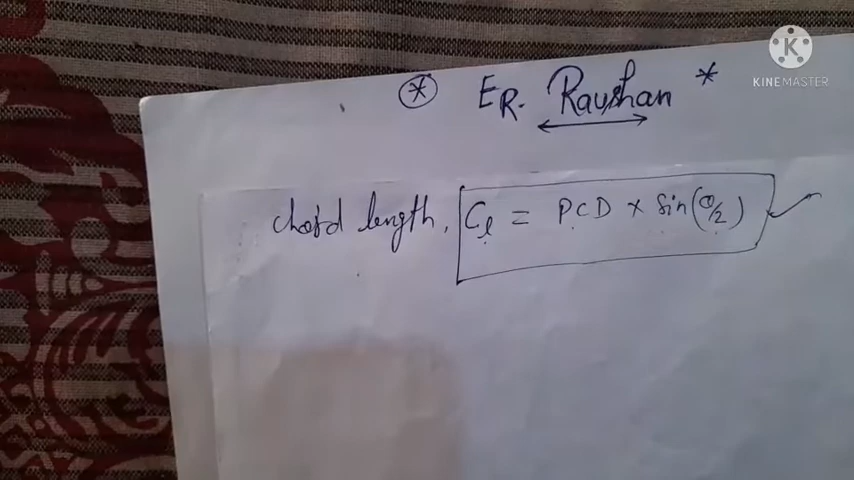 K
KINEMASTER
* ER. Raushan *
chord length, Cl = PCD × Sin(θ/2)